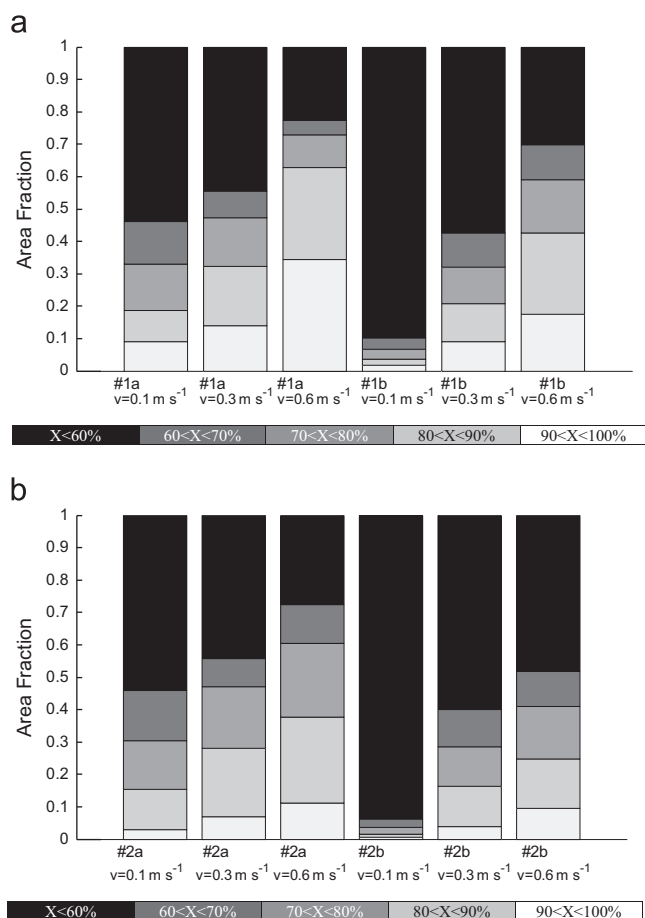 a
1
0.9
0.8
0.7
0.6
0.5
0.4
0.3
0.2
0.1
0
Area Fraction
#1a #1a #1a #1b #1b #1b
v=0.1 m s-1 v=0.3 m s-1 v=0.6 m s-1 v=0.1 m s-1 v=0.3 m s-1 v=0.6 m s-1
X<60% 60<X<70% 70<X<80% 80<X<90% 90<X<100%
b
1
0.9
0.8
0.7
0.6
0.5
0.4
0.3
0.2
0.1
0
Area Fraction
#2a #2a #2a #2b #2b #2b
v=0.1 m s-1 v=0.3 m s-1 v=0.6 m s-1 v=0.1 m s-1 v=0.3 m s-1 v=0.6 m s-1
X<60% 60<X<70% 70<X<80% 80<X<90% 90<X<100%